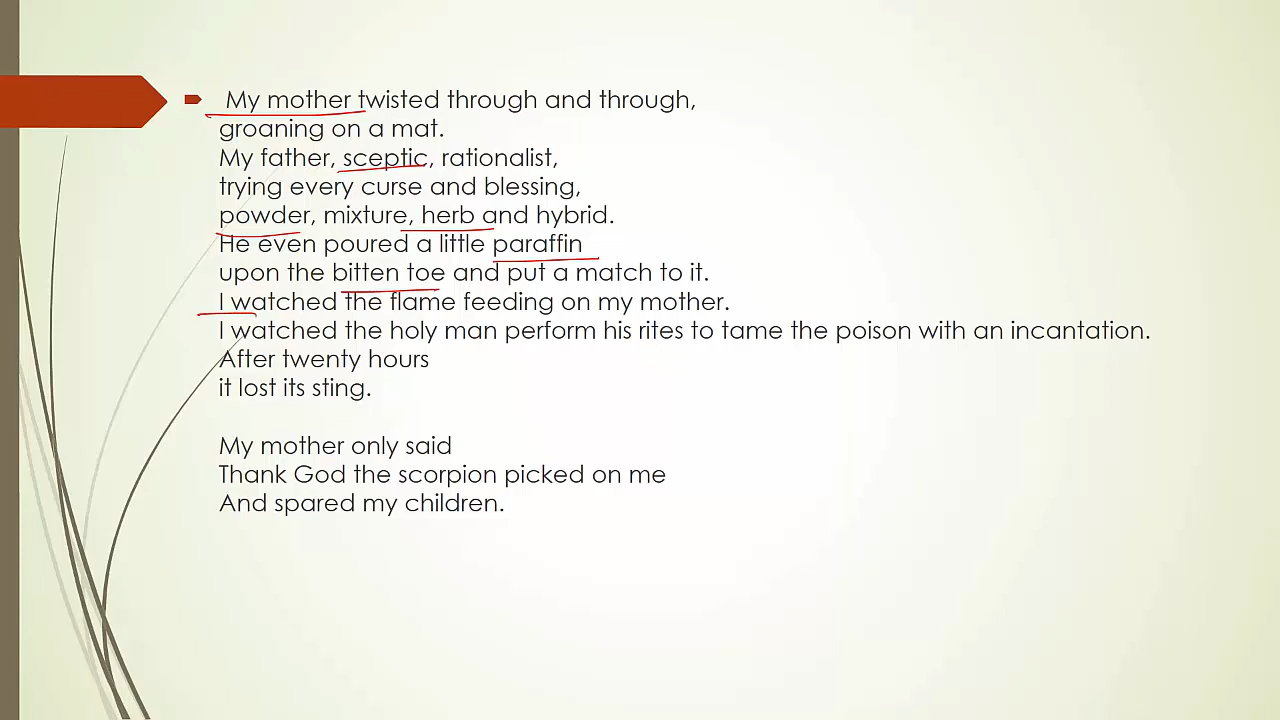 My mother twisted through and through,
groaning on a mat.
My father, sceptic, rationalist,
trying every curse and blessing,
powder, mixture, herb and hybrid.
He even poured a little paraffin
upon the bitten toe and put a match to it.
I watched the flame feeding on my mother.
I watched the holy man perform his rites to tame the poison with an incantation.
After twenty hours
it lost its sting.
My mother only said
Thank God the scorpion picked on me
And spared my children.